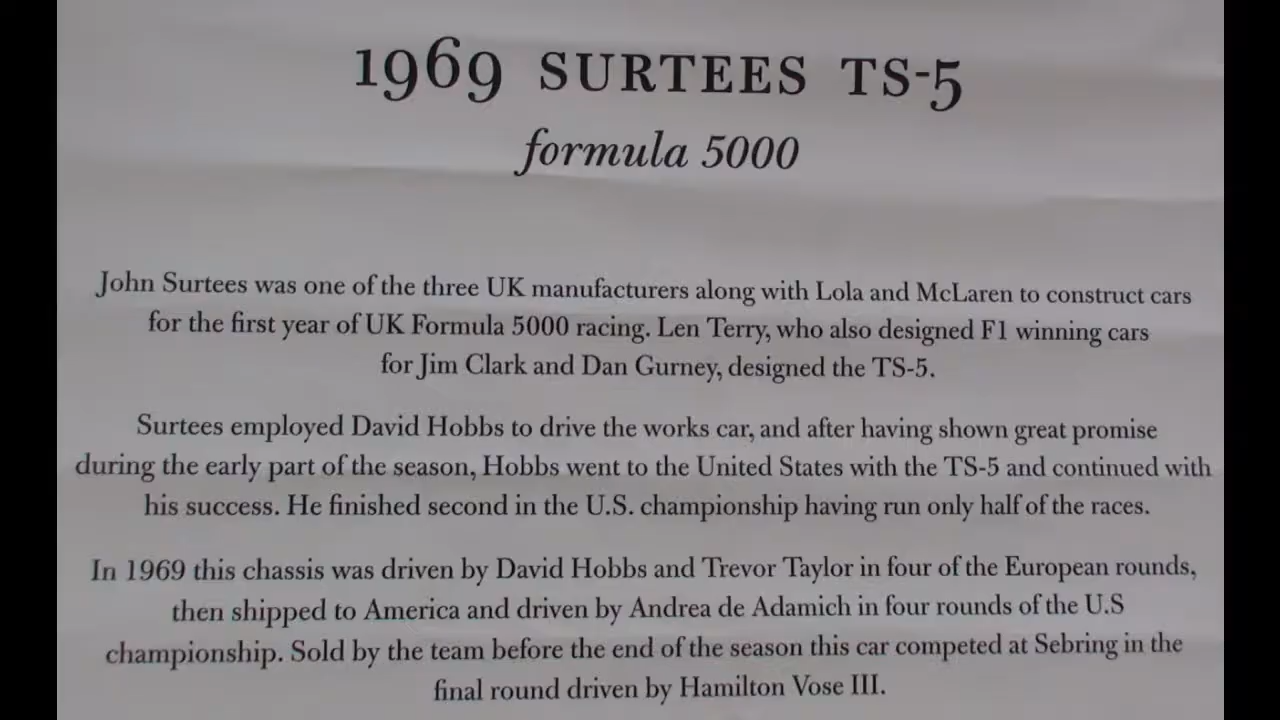 1969 SURTEES TS-5
formula 5000
John Surtees was one of the three UK manufacturers along with Lola and McLaren to construct cars
for the first year of UK Formula 5000 racing. Len Terry, who also designed F1 winning cars
for Jim Clark and Dan Gurney, designed the TS-5.
Surtees employed David Hobbs to drive the works car, and after having shown great promise
during the early part of the season, Hobbs went to the United States with the TS-5 and continued with
his success. He finished second in the U.S. championship having run only half of the races.
In 1969 this chassis was driven by David Hobbs and Trevor Taylor in four of the European rounds,
then shipped to America and driven by Andrea de Adamich in four rounds of the U.S
championship. Sold by the team before the end of the season this car competed at Sebring in the
final round driven by Hamilton Vose III.